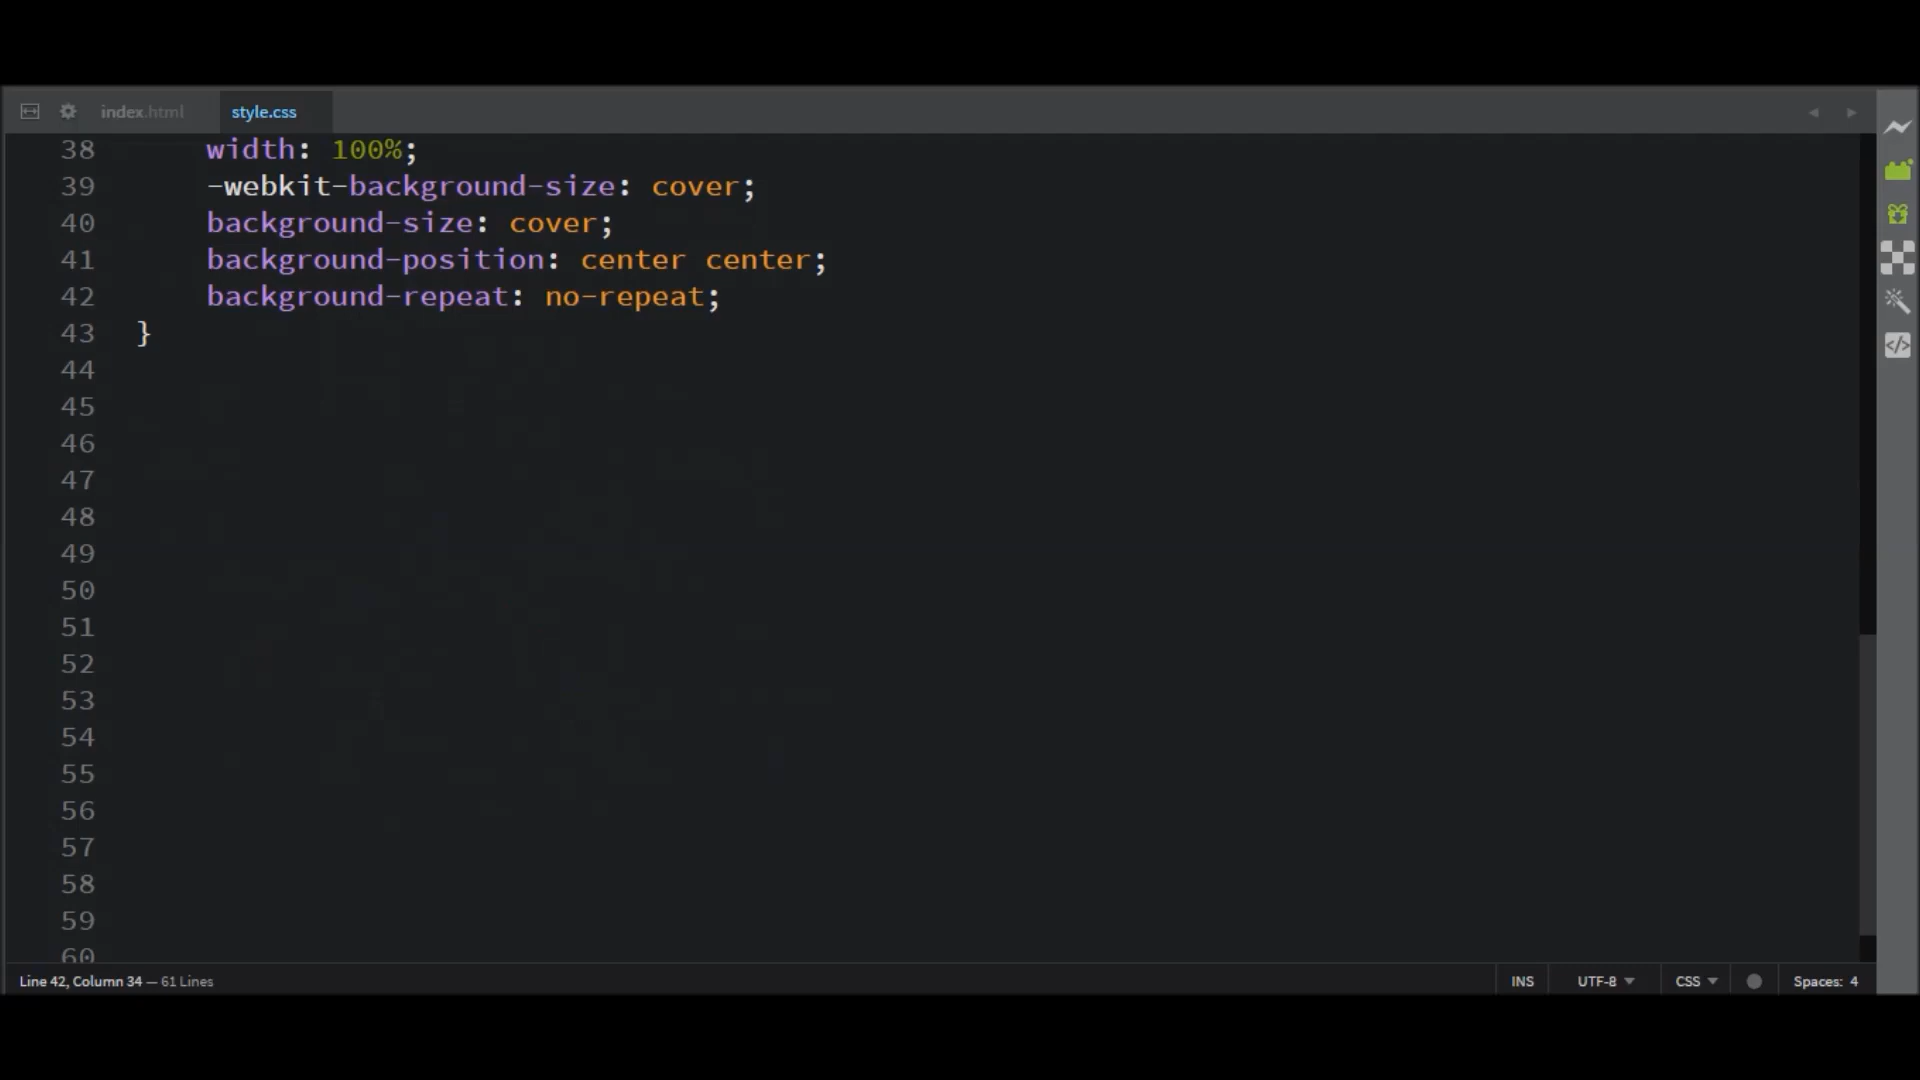 index.html style.css
38 width: 100%;
39 -webkit-background-size: cover;
40 background-size: cover;
41 background-position: center center;
42 background-repeat: no-repeat;
43 }
44
45
46
47
48
49
50
51
52
53
54
55
56
57
58
59
60
Line 42, Column 34 — 61 Lines INS UTF-8 CSS Spaces: 4